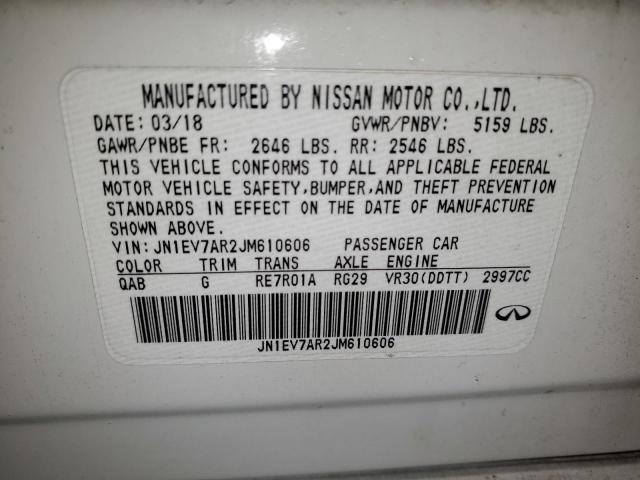 MANUFACTURED BY NISSAN MOTOR CO.,LTD.
DATE: 03/18 GVWR/PNBV: 5159 LBS.
GAWR/PNBE FR: 2646 LBS. RR: 2546 LBS.
THIS VEHICLE CONFORMS TO ALL APPLICABLE FEDERAL
MOTOR VEHICLE SAFETY,BUMPER,AND THEFT PREVENTION
STANDARDS IN EFFECT ON THE DATE OF MANUFACTURE
SHOWN ABOVE.
VIN: JN1EV7AR2JM610606 PASSENGER CAR
COLOR TRIM TRANS AXLE ENGINE
QAB G RE7R01A RG29 VR30(DDTT) 2997CC
JN1EV7AR2JM610606